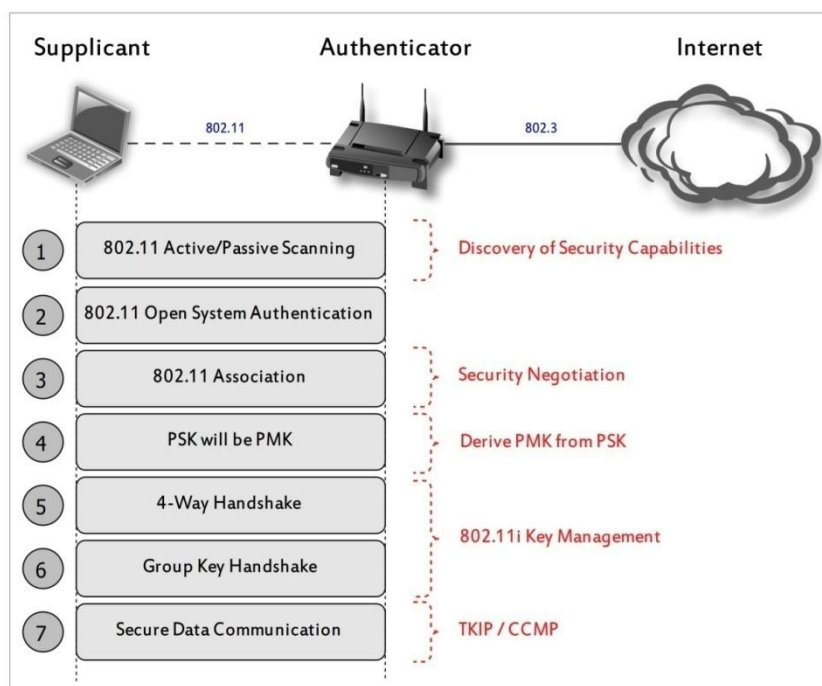 Supplicant
Authenticator
Internet
802.11
802.3
1
802.11 Active/Passive Scanning
Discovery of Security Capabilities
2
802.11 Open System Authentication
3
802.11 Association
Security Negotiation
4
PSK will be PMK
Derive PMK from PSK
5
4-Way Handshake
802.11i Key Management
6
Group Key Handshake
7
Secure Data Communication
TKIP / CCMP